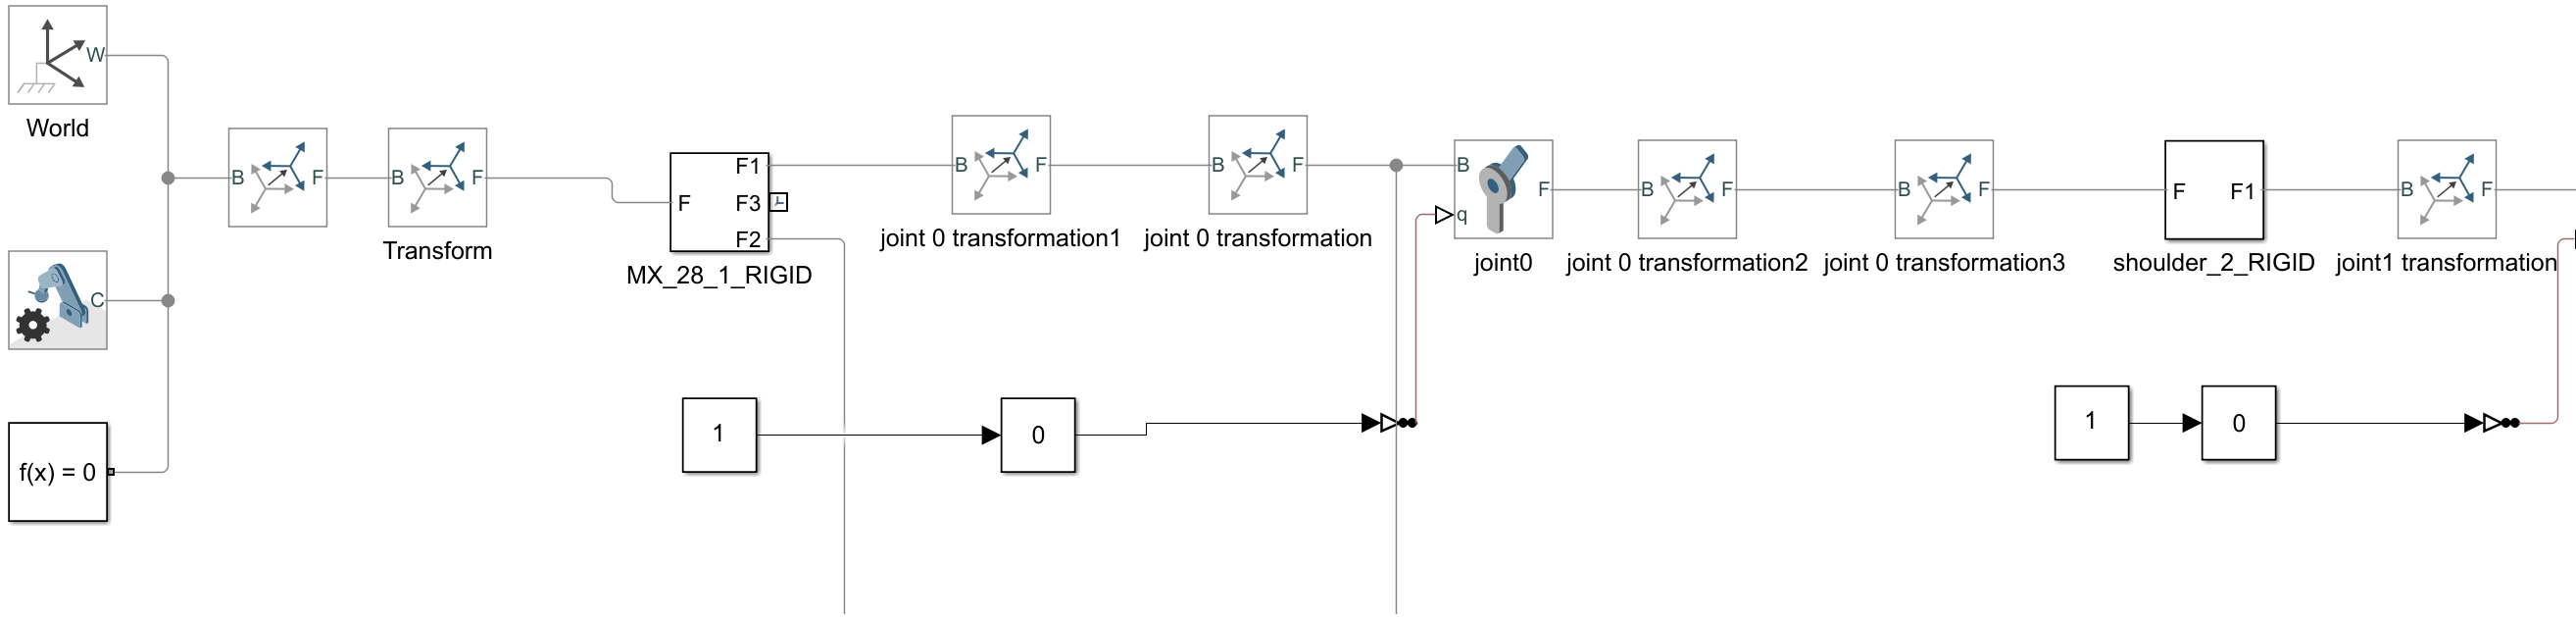 W
World
B F
B F
Transform
C
f(x) = 0
F F1
F3
F2
MX_28_1_RIGID
B F
joint 0 transformation1
B F
joint 0 transformation
B
F
q
joint0
B F
joint 0 transformation2
B F
joint 0 transformation3
F F1
shoulder_2_RIGID
B F
joint1 transformation
1
0
1
0